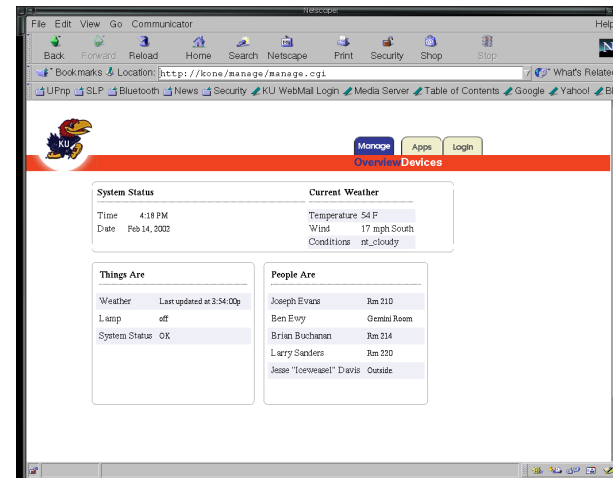 Netscape:
File Edit View Go Communicator Help
Back Forward Reload Home Search Netscape Print Security Shop Stop
N
Bookmarks Location: http://kone/manage/manage.cgi What's Relate
UPnp SLP Bluetooth News Security KU WebMail Login Media Server Table of Contents Google Yahoo!
KU
Manage Apps Login
Overview Devices
System Status Current Weather
Time 4:18 PM Temperature 54 F
Date Feb 14, 2002 Wind 17 mph South
Conditions nt_cloudy
Things Are
Weather Last updated at 3:54:00p
Lamp off
System Status OK
People Are
Joseph Evans Rm 210
Ben Ewy Gemini Room
Brian Buchanan Rm 214
Larry Sanders Rm 220
Jesse "Iceweasel" Davis Outside.